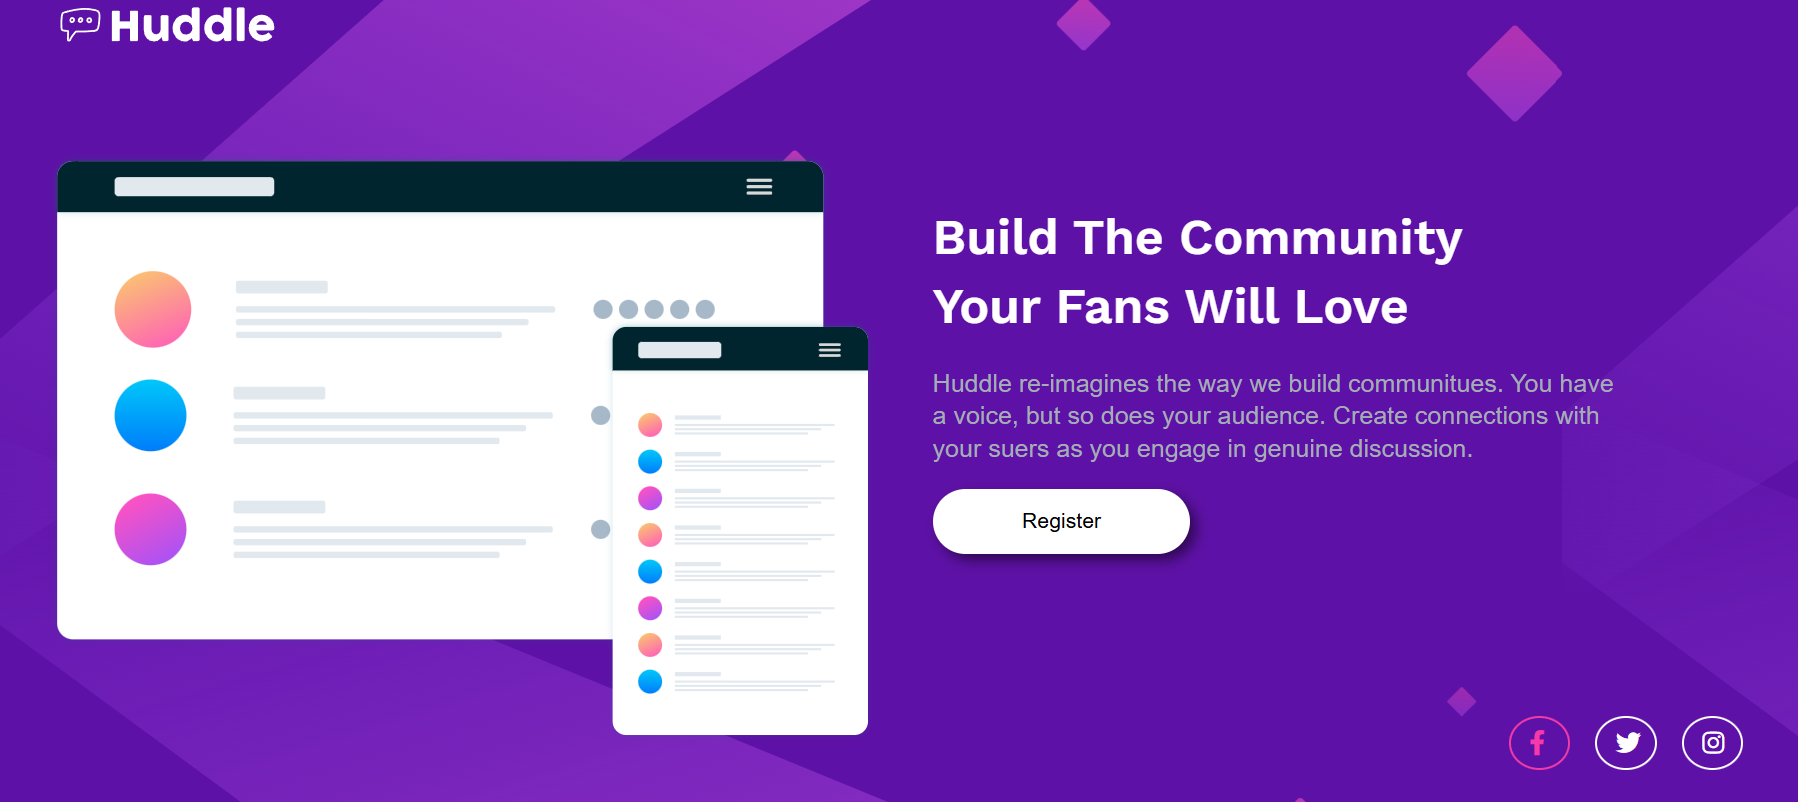 Huddle
Build The Community
Your Fans Will Love
Huddle re-imagines the way we build communitues. You have
a voice, but so does your audience. Create connections with
your suers as you engage in genuine discussion.
Register